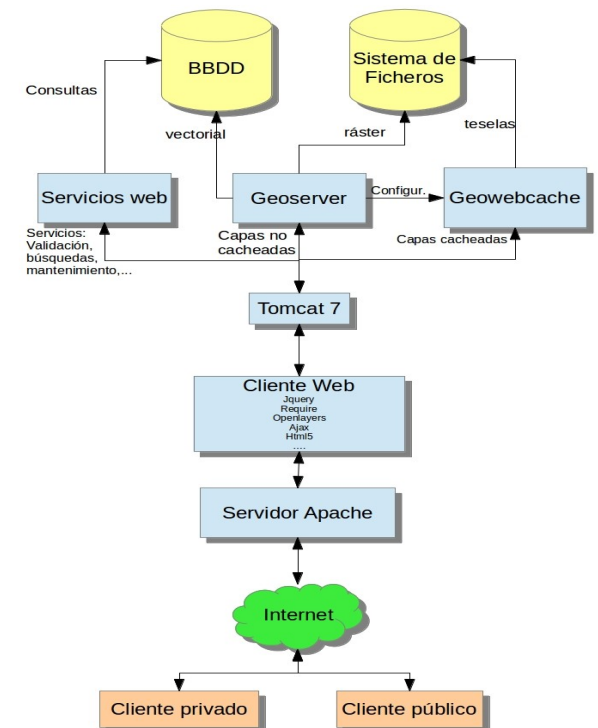 BBDD
Sistema de
Ficheros
Consultas
vectorial
ráster
teselas
Servicios web
Geoserver
Configur.
Geowebcache
Servicios:
Validación,
búsquedas,
mantenimiento,...
Capas no
cacheadas
Capas cacheadas
Tomcat 7
Cliente Web
Jquery
Require
Openlayers
Ajax
Html5
....
Servidor Apache
Internet
Cliente privado
Cliente público